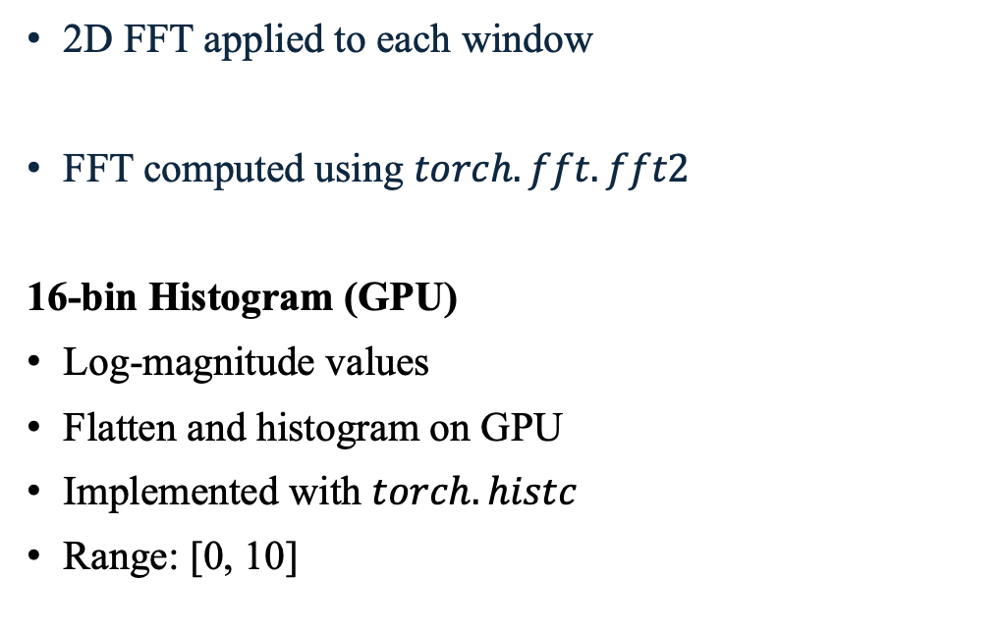 • 2D FFT applied to each window
• FFT computed using torch.fft.fft2
16-bin Histogram (GPU)
• Log-magnitude values
• Flatten and histogram on GPU
• Implemented with torch.histc
• Range: [0, 10]